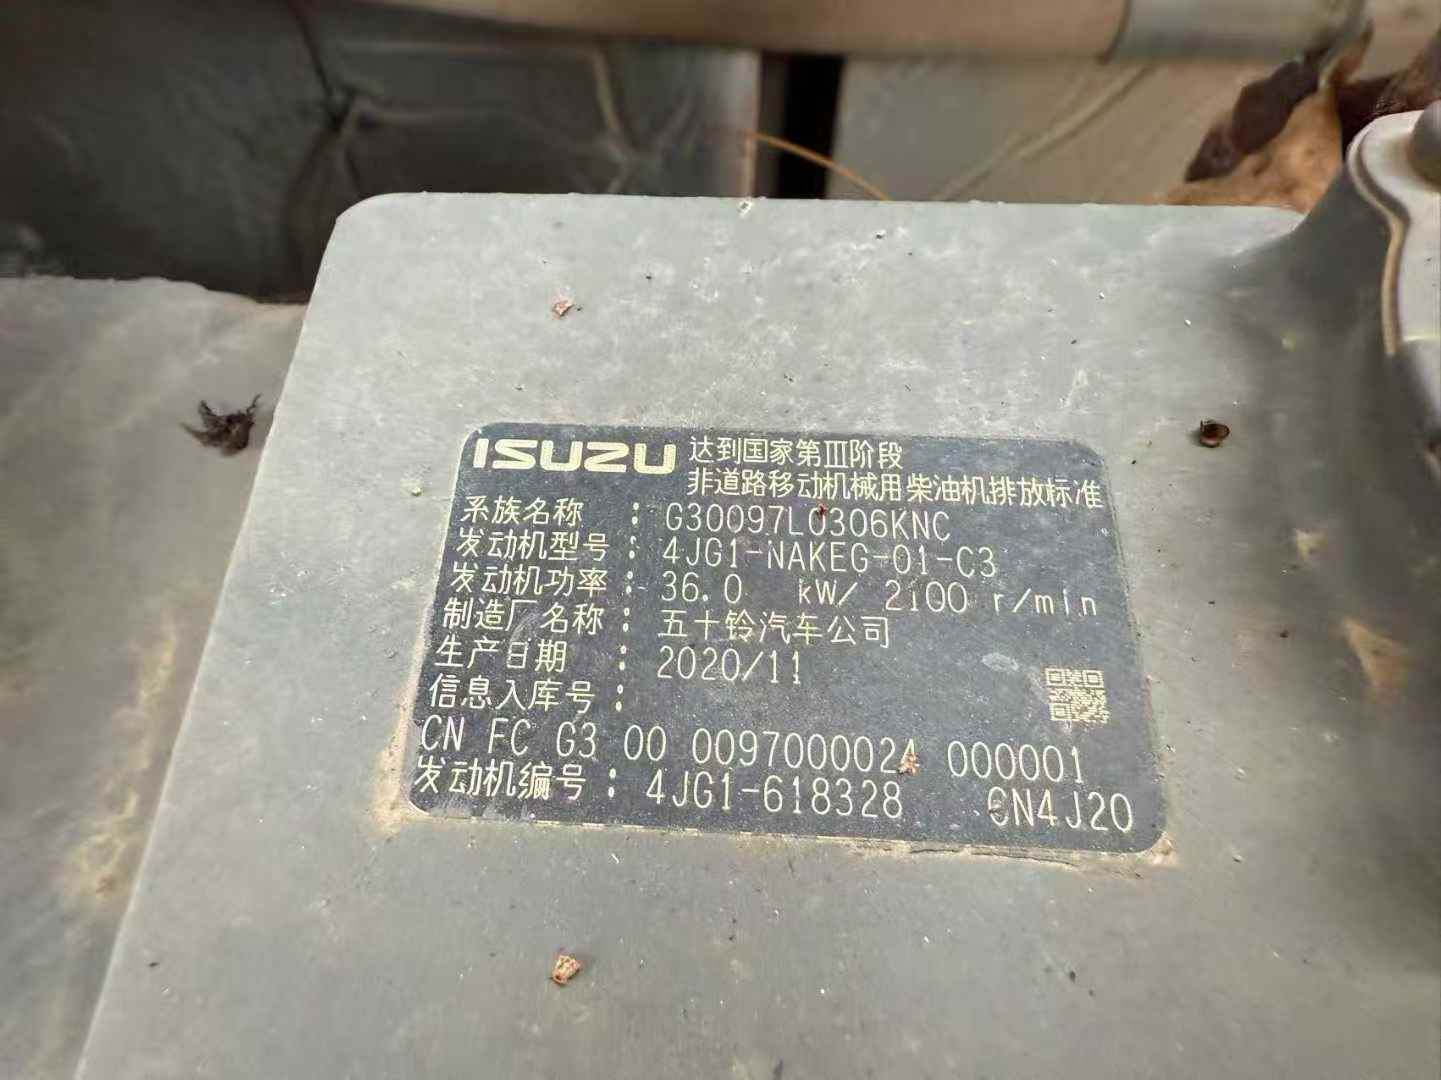 ISUZU 达到国家第Ⅲ阶段
非道路移动机械用柴油机排放标准
系族名称 : G30097L0306KNC
发动机型号 : 4JG1-NAKEG-01-C3
发动机功率 : 36.0 kW/ 2100 r/min
制造厂名称 : 五十铃汽车公司
生产日期 : 2020/11
信息入库号 :
CN FC G3 00 0097000024 000001
发动机编号 : 4JG1-618328 CN4J20